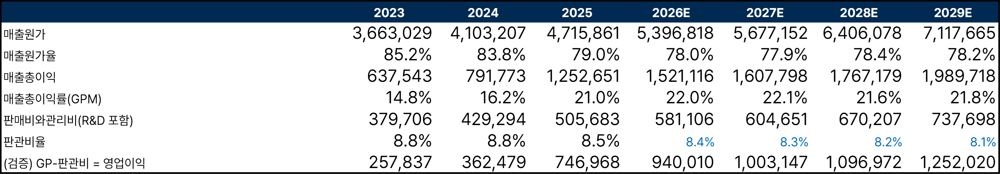 2023 2024 2025 2026E 2027E 2028E 2029E
매출원가 3,663,029 4,103,207 4,715,861 5,396,818 5,677,152 6,406,078 7,117,665
매출원가율 85.2% 83.8% 79.0% 78.0% 77.9% 78.4% 78.2%
매출총이익 637,543 791,773 1,252,651 1,521,116 1,607,798 1,767,179 1,989,718
매출총이익률(GPM) 14.8% 16.2% 21.0% 22.0% 22.1% 21.6% 21.8%
판매비와관리비(R&D 포함) 379,706 429,294 505,683 581,106 604,651 670,207 737,698
판관비율 8.8% 8.8% 8.5% 8.4% 8.3% 8.2% 8.1%
(검증) GP-판관비 = 영업이익 257,837 362,479 746,968 940,010 1,003,147 1,096,972 1,252,020